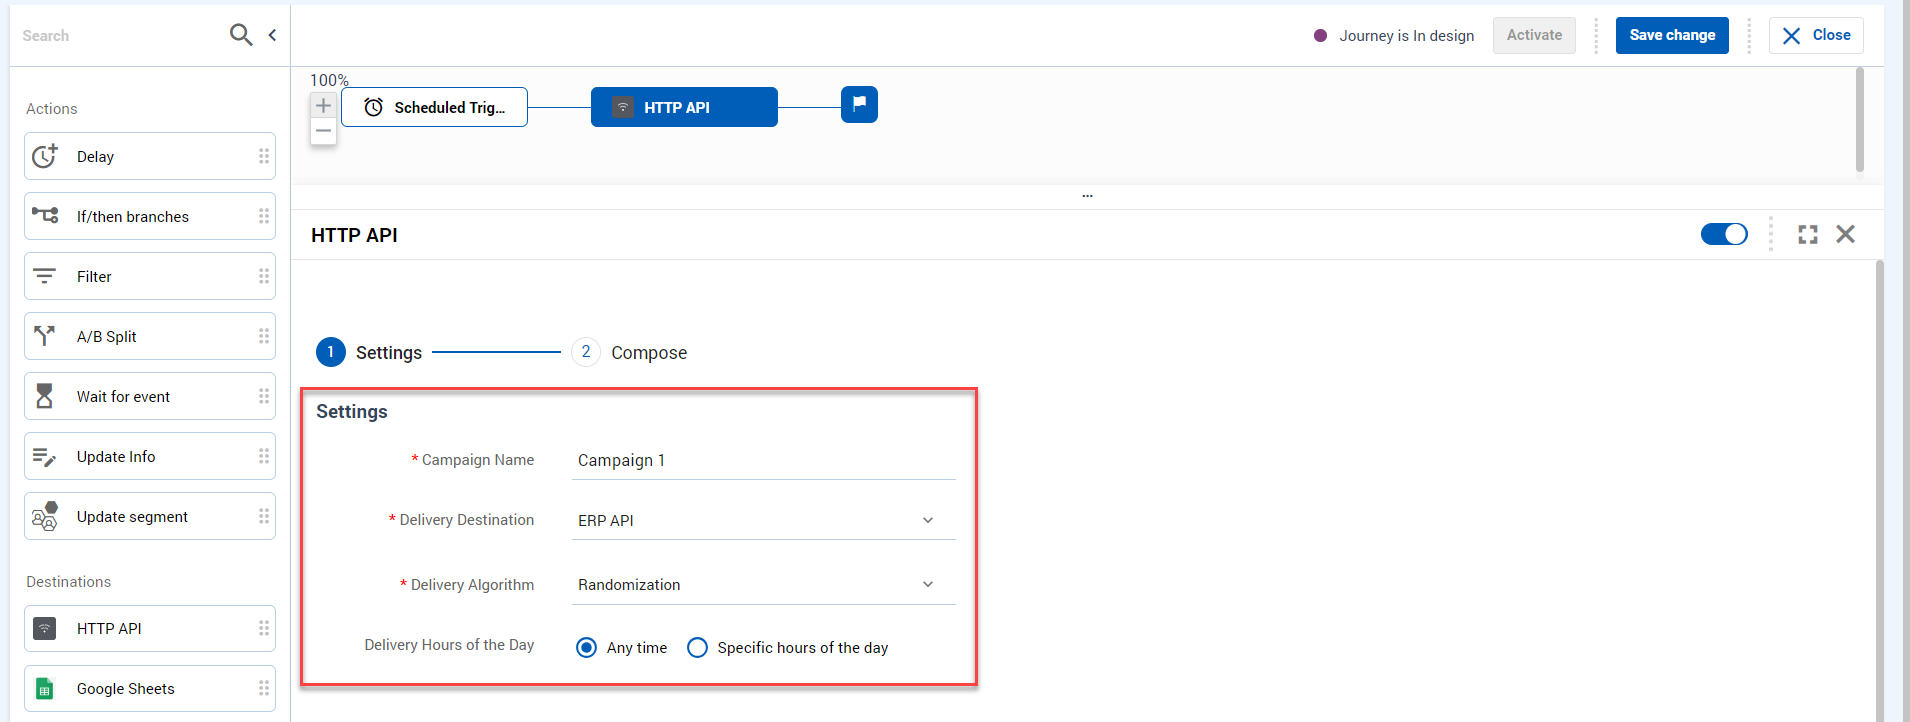 Search
Journey is In design
Activate
Save change
Close
100%
Scheduled Trig...
HTTP API
Actions
Delay
If/then branches
Filter
A/B Split
Wait for event
Update Info
Update segment
Destinations
HTTP API
Google Sheets
...
HTTP API
1 Settings
2 Compose
Settings
* Campaign Name Campaign 1
* Delivery Destination ERP API
* Delivery Algorithm Randomization
Delivery Hours of the Day Any time Specific hours of the day